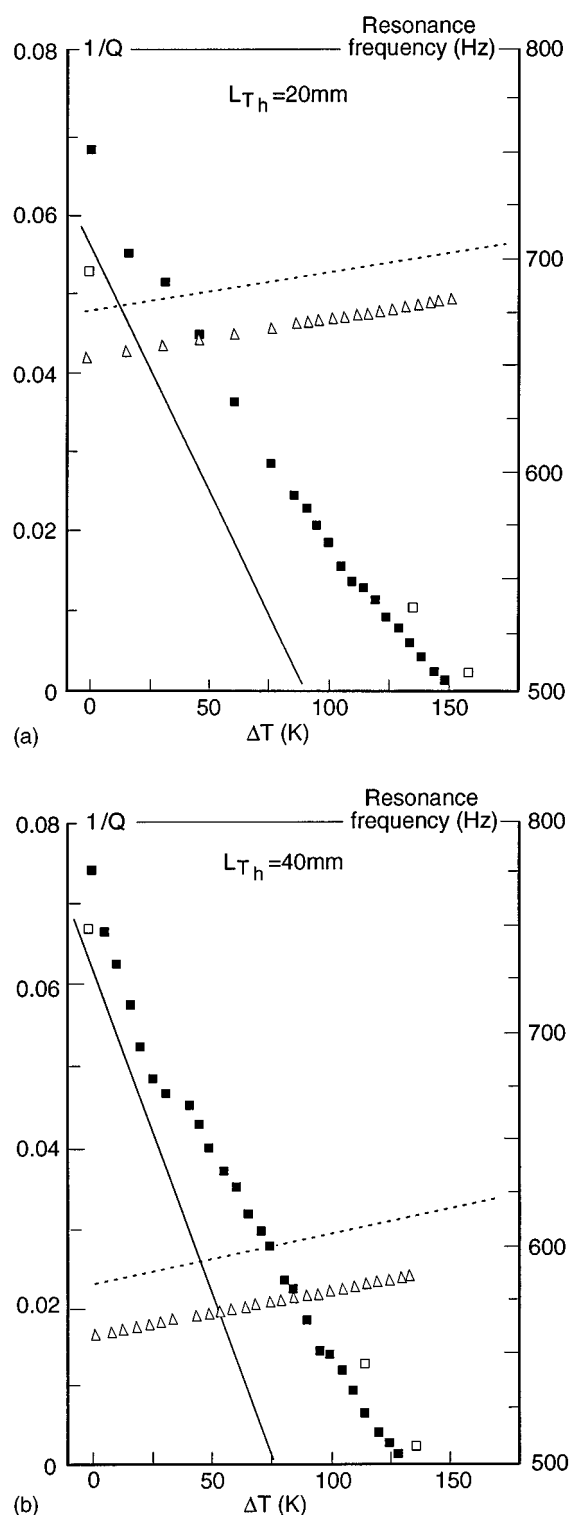 1/Q
Resonance
frequency (Hz)
L_Th=20mm
0.08
0.06
0.04
0.02
0
800
700
600
500
0 50 100 150
ΔT (K)
(a)
1/Q
Resonance
frequency (Hz)
L_Th=40mm
0.08
0.06
0.04
0.02
0
800
700
600
500
0 50 100 150
ΔT (K)
(b)